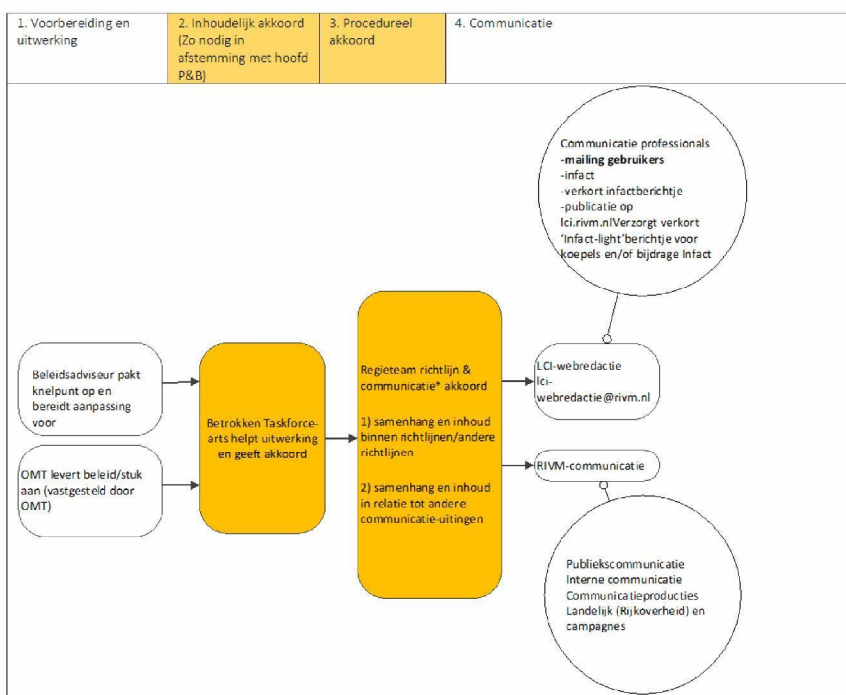 1. Voorbereiding en
uitwerking
2. Inhoudelijk akkoord
(Zo nodig in
afstemming met hoofd
P&B)
3. Procedureel
akkoord
4. Communicatie
Communicatie professionals
-mailing gebruikers
-infact
-verkort infactberichtje
-publicatie op
lci.rivm.nlVerzorgt verkort
'Infact-light'berichtje voor
koepels en/of bijdrage Infact
Beleidsadviseur pakt
knelpunt op en
bereidt aanpassing
voor
OMT levert beleid/stuk
aan (vastgesteld door
OMT)
Betrokken Taskforce-
arts helpt uitwerking
en geeft akkoord
Regieteam richtlijn &
communicatie* akkoord
1) samenhang en inhoud
binnen richtlijnen/andere
richtlijnen
2) samenhang en inhoud
in relatie tot andere
communicatie-uitingen
LCI-webredactie
lci-
webredactie@rivm.nl
RIVM-communicatie
Publiekscommunicatie
Interne communicatie
Communicatieproducties
Landelijk (Rijkoverheid) en
campagnes